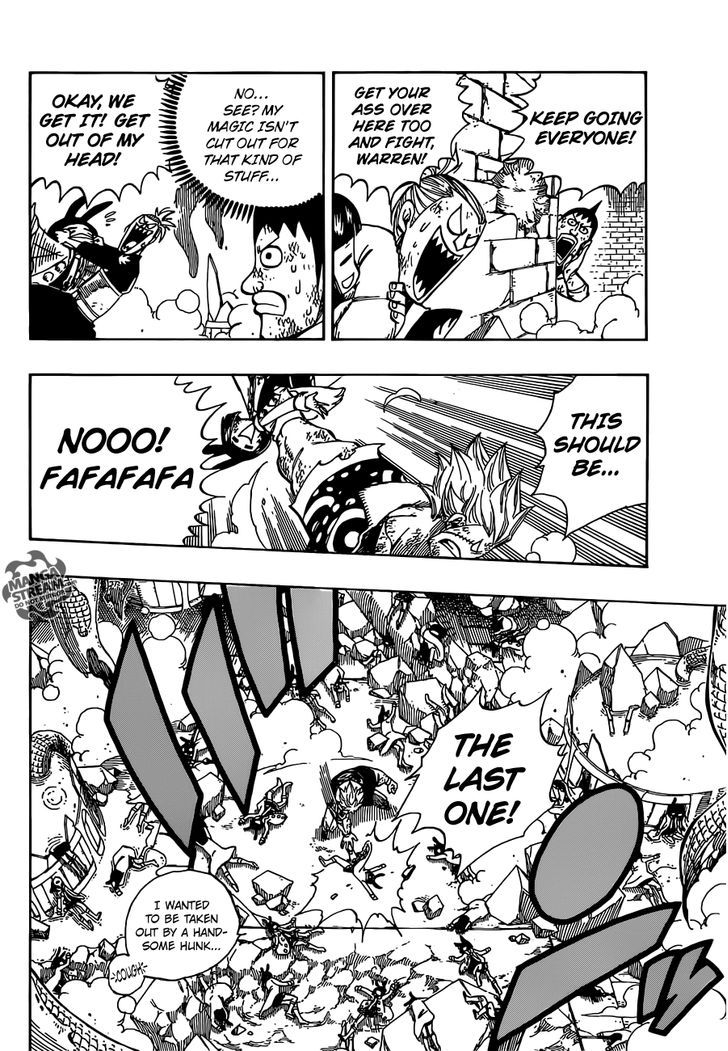 KEEP GOING
EVERYONE!
GET YOUR
ASS OVER
HERE TOO
AND FIGHT,
WARREN!
NO...
SEE? MY
MAGIC ISN'T
CUT OUT FOR
THAT KIND OF
STUFF...
OKAY, WE
GET IT! GET
OUT OF MY
HEAD!
THIS
SHOULD
BE...
NOOO!
FAFAFAFA
MANGA
STREAM
THE
LAST
ONE!
I WANTED
TO BE TAKEN
OUT BY A HAND-
SOME HUNK...
*COUGH*